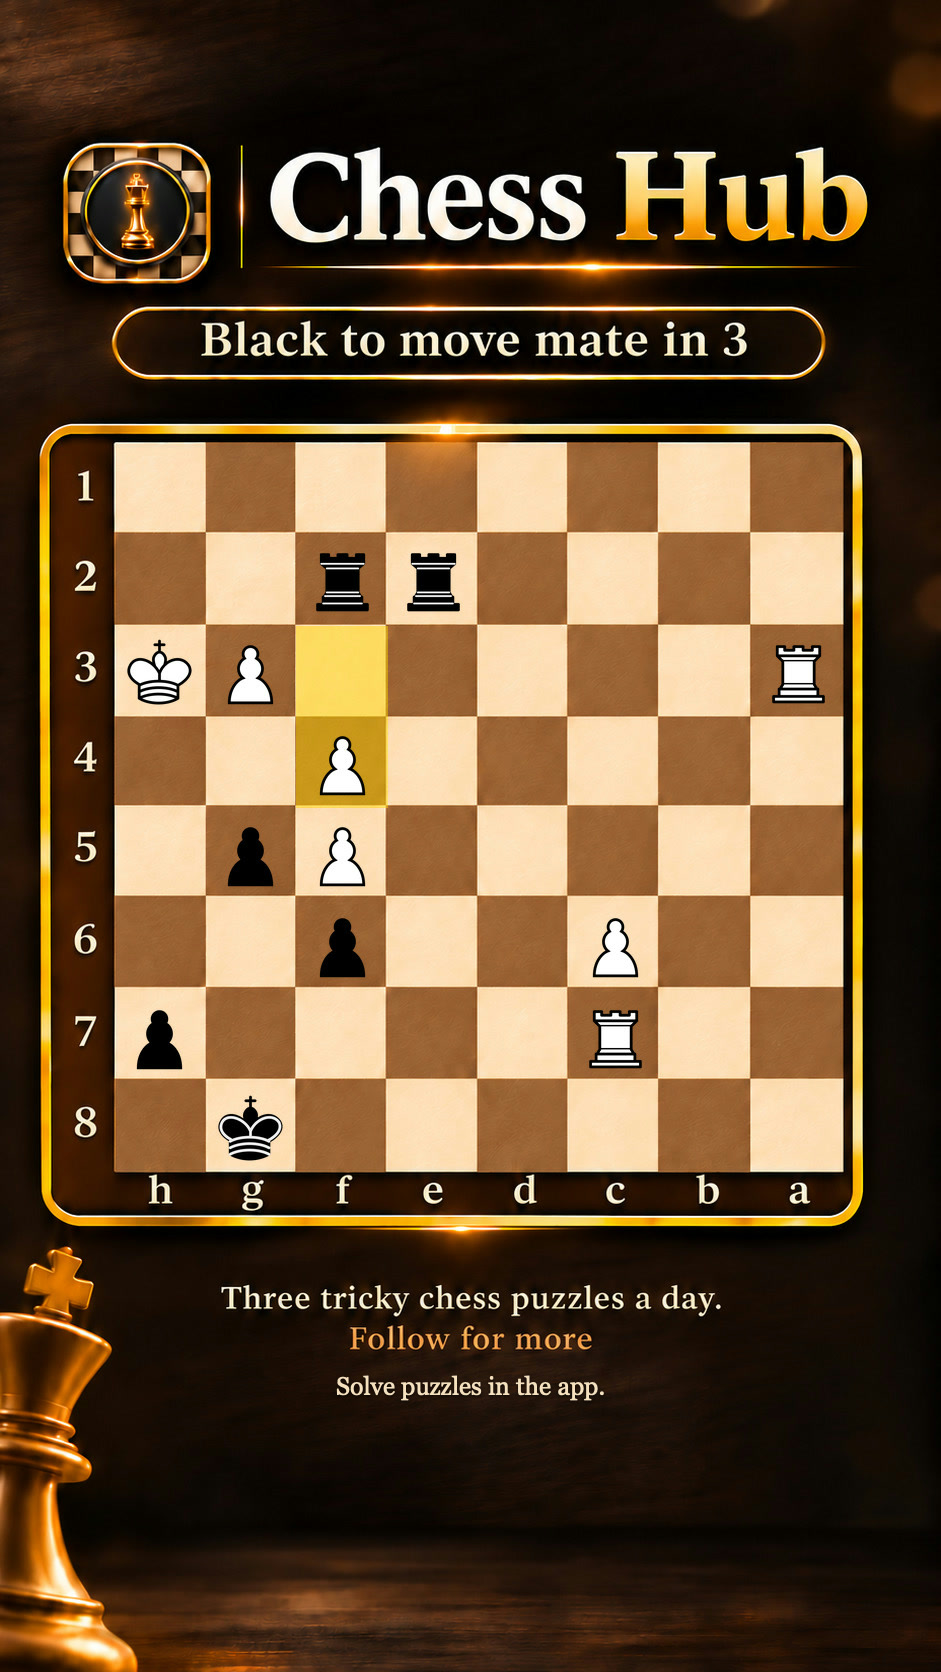 Chess Hub
Black to move mate in 3
1
2
3
4
5
6
7
8
h g f e d c b a
Three tricky chess puzzles a day.
Follow for more
Solve puzzles in the app.